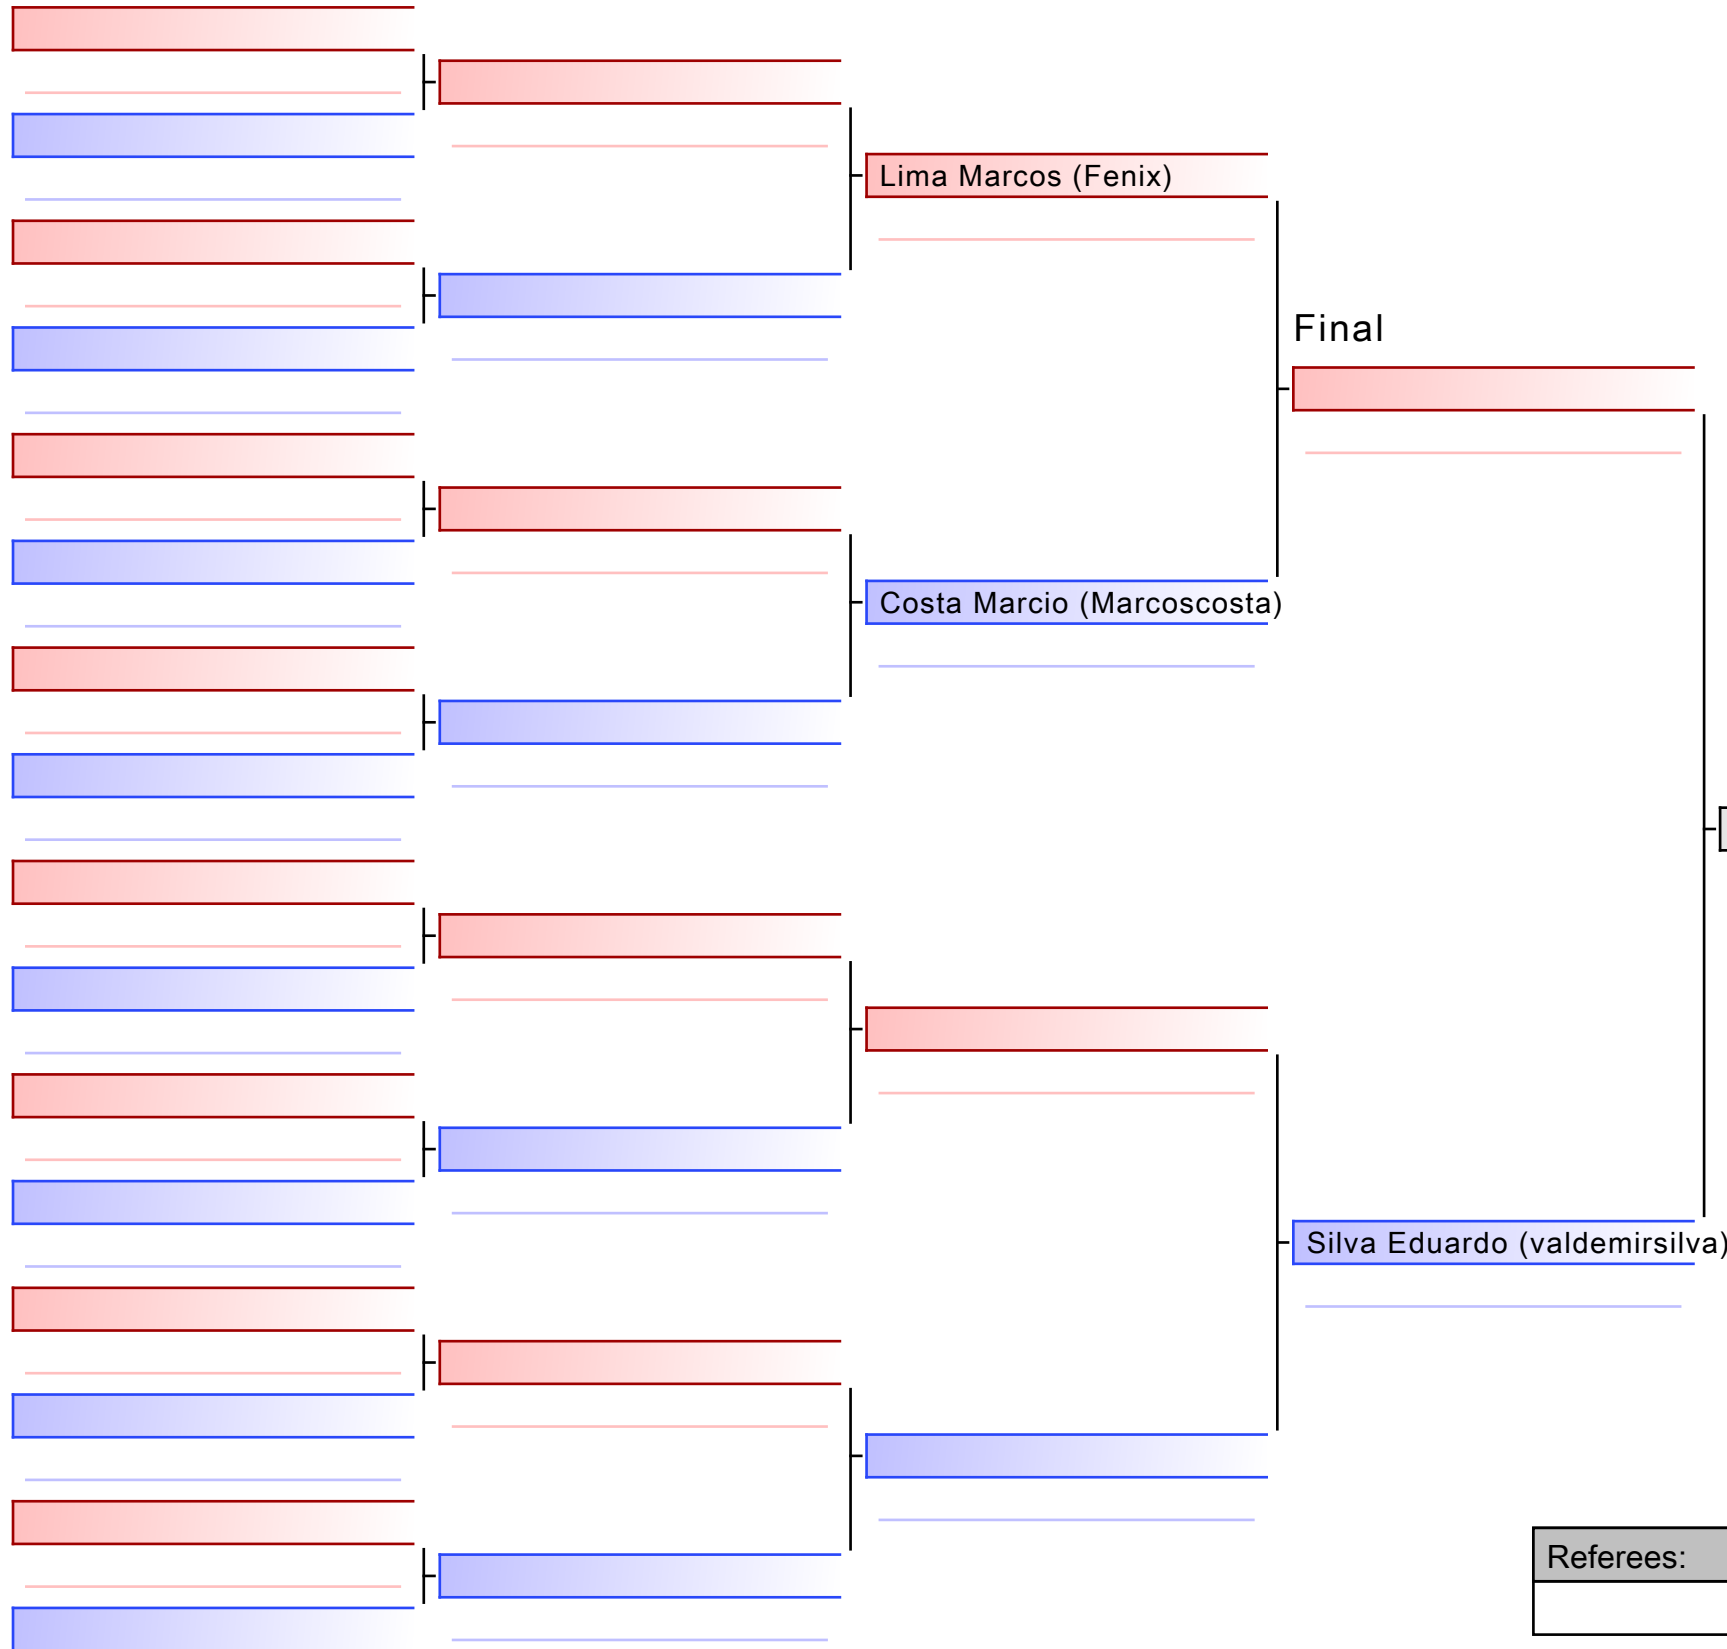 Lima Marcos (Fenix)
Final
Costa Marcio (Marcoscosta)
Silva Eduardo (valdemirsilva)
Referees: